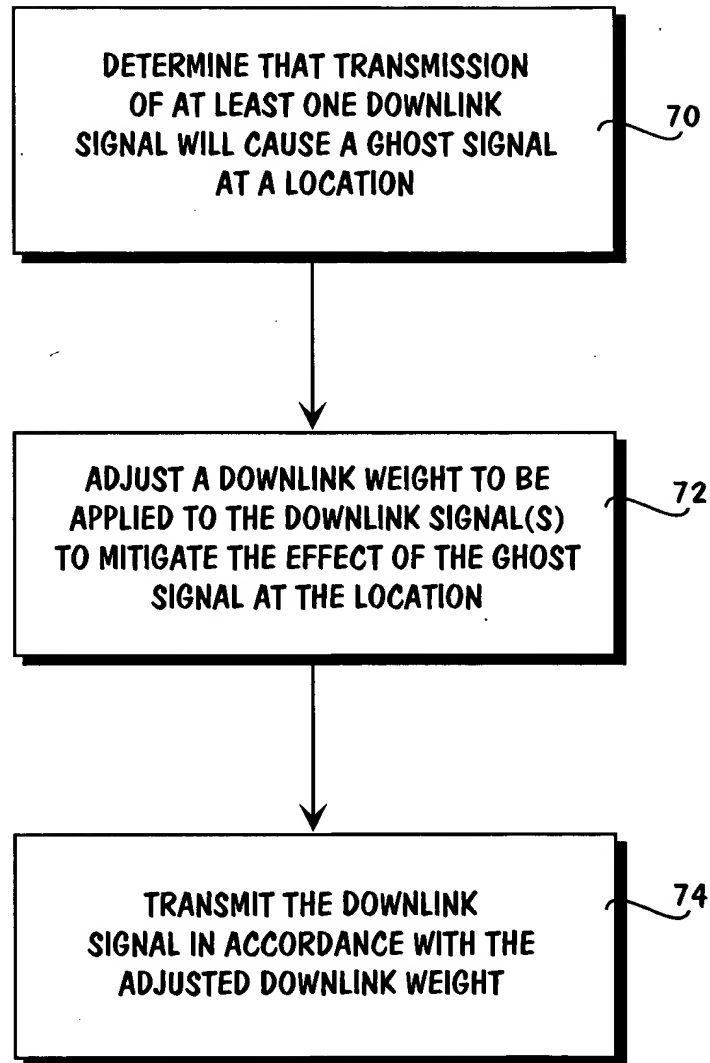 DETERMINE THAT TRANSMISSION
OF AT LEAST ONE DOWNLINK
SIGNAL WILL CAUSE A GHOST SIGNAL
AT A LOCATION
70
ADJUST A DOWNLINK WEIGHT TO BE
APPLIED TO THE DOWNLINK SIGNAL(S)
TO MITIGATE THE EFFECT OF THE GHOST
SIGNAL AT THE LOCATION
72
TRANSMIT THE DOWNLINK
SIGNAL IN ACCORDANCE WITH THE
ADJUSTED DOWNLINK WEIGHT
74